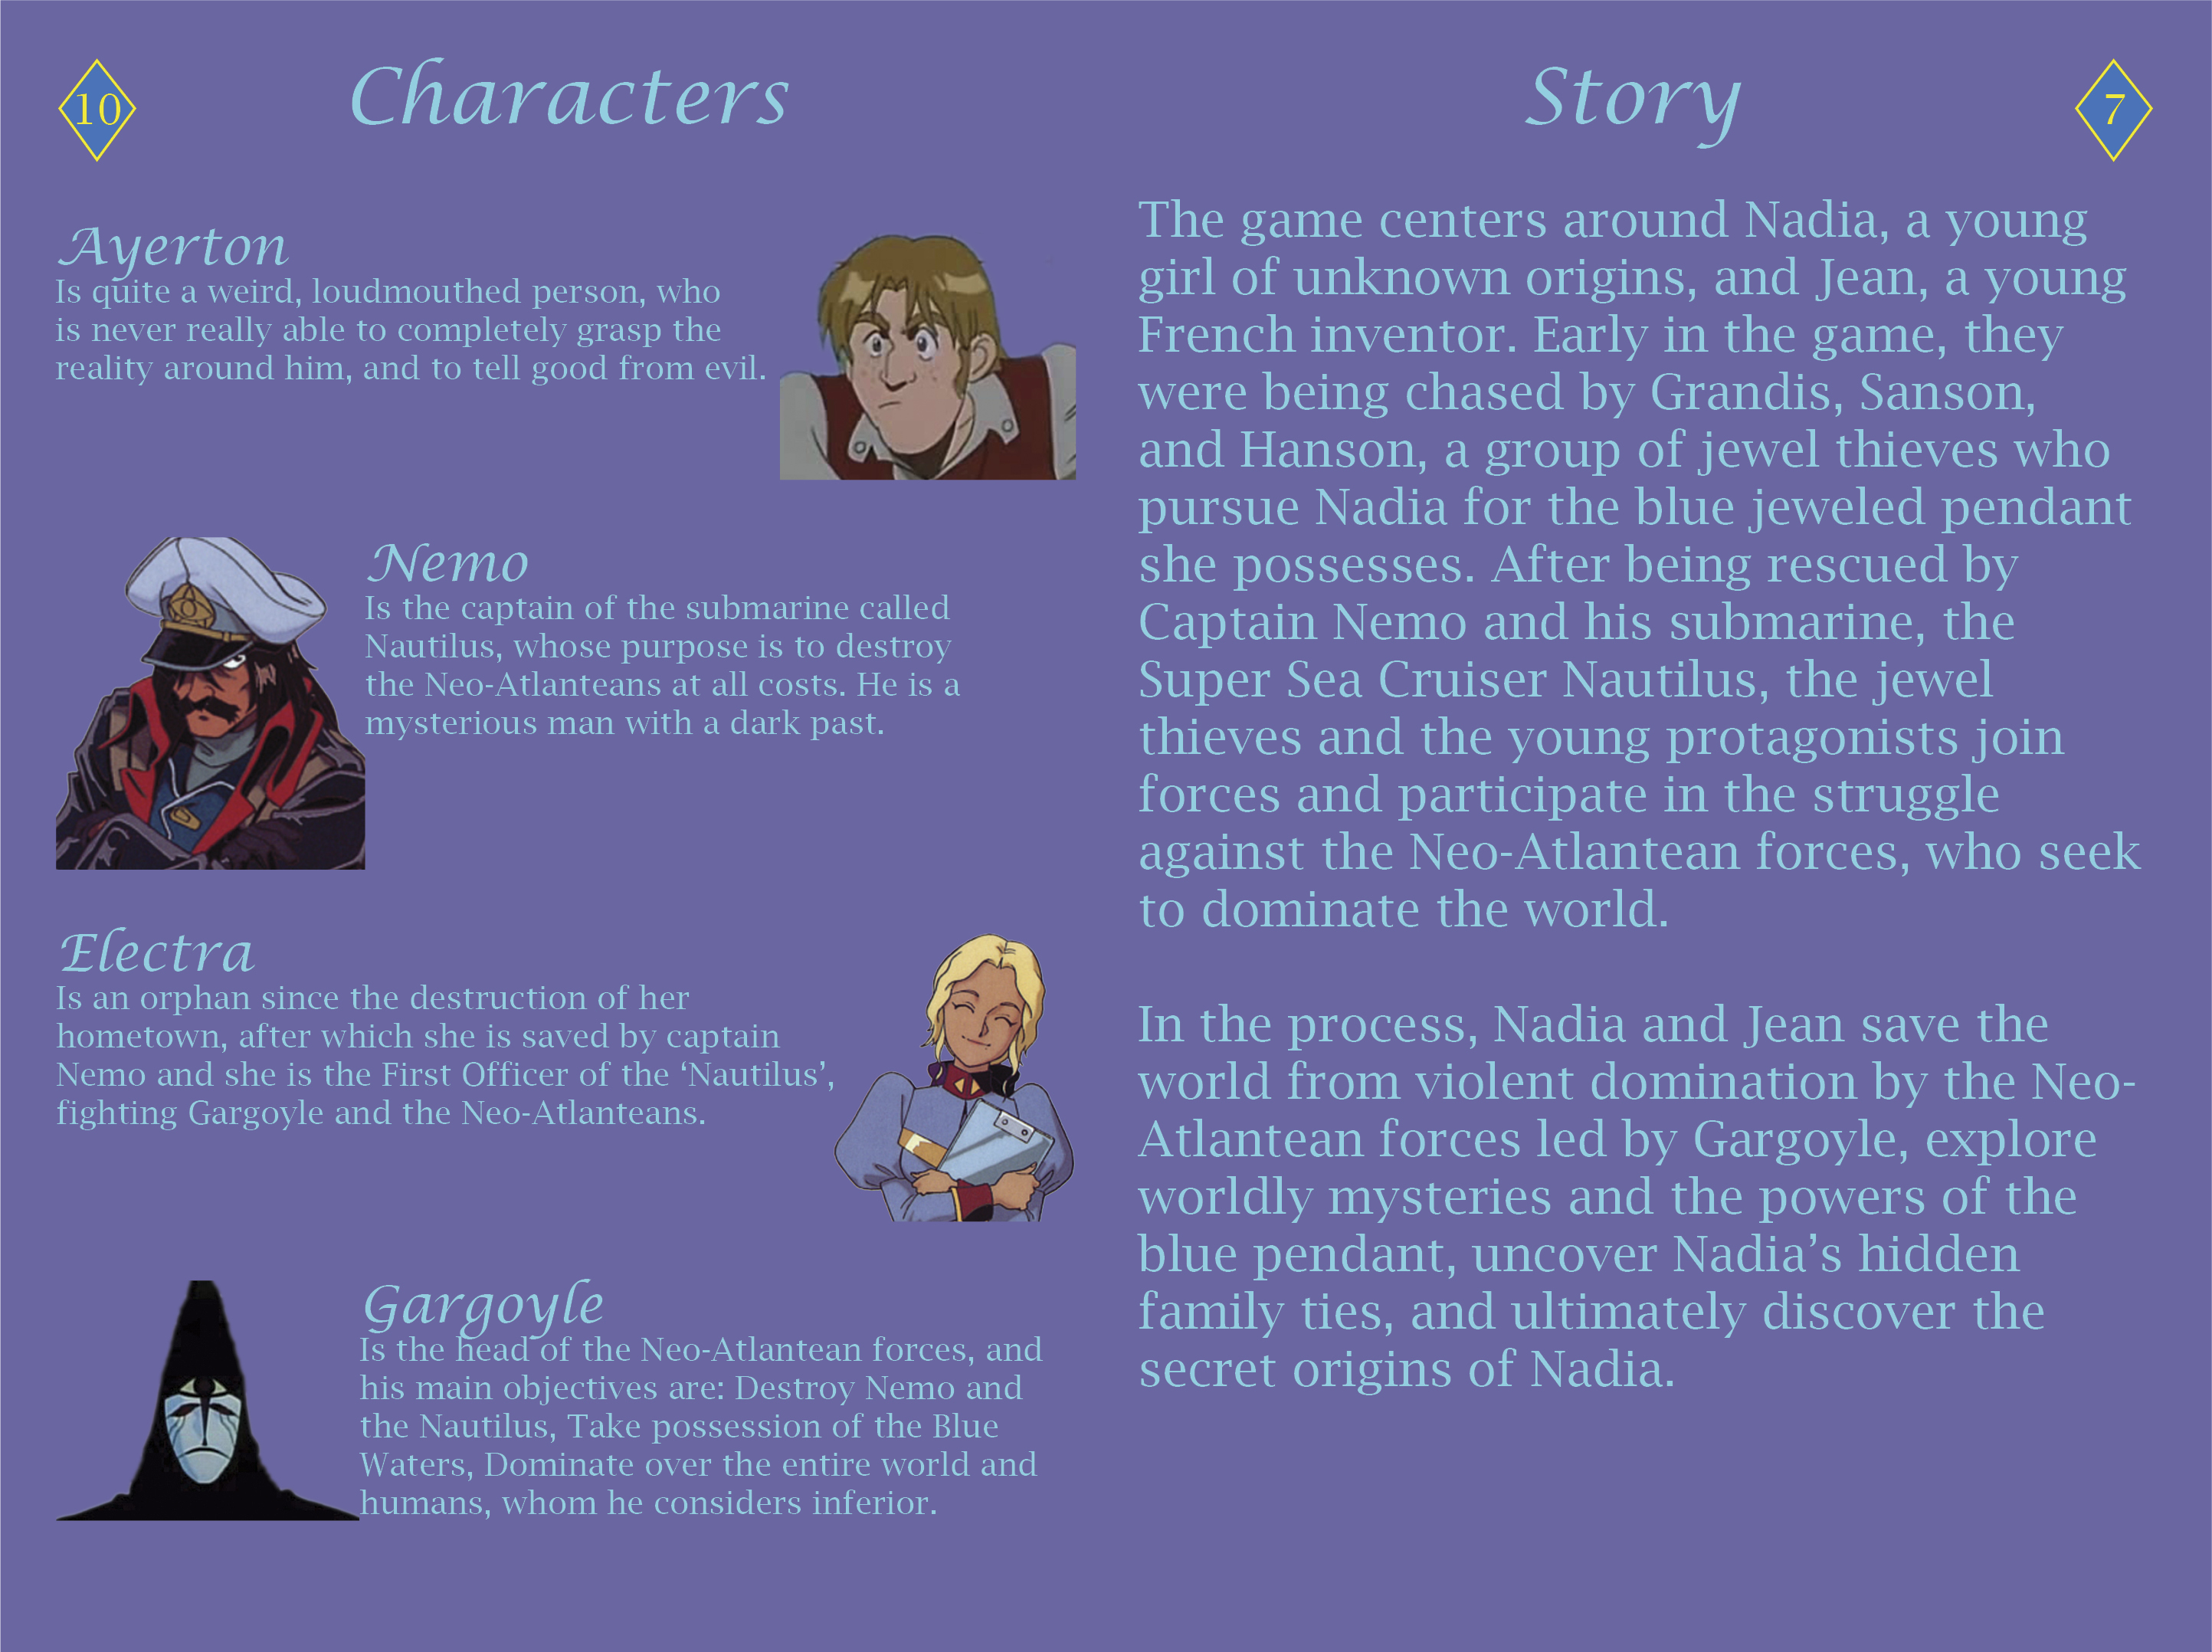 10
Characters
Ayerton
Is quite a weird, loudmouthed person, who
is never really able to completely grasp the
reality around him, and to tell good from evil.
Nemo
Is the captain of the submarine called
Nautilus, whose purpose is to destroy
the Neo-Atlanteans at all costs. He is a
mysterious man with a dark past.
Electra
Is an orphan since the destruction of her
hometown, after which she is saved by captain
Nemo and she is the First Officer of the ‘Nautilus’,
fighting Gargoyle and the Neo-Atlanteans.
Gargoyle
Is the head of the Neo-Atlantean forces, and
his main objectives are: Destroy Nemo and
the Nautilus, Take possession of the Blue
Waters, Dominate over the entire world and
humans, whom he considers inferior.
Story
7
The game centers around Nadia, a young
girl of unknown origins, and Jean, a young
French inventor. Early in the game, they
were being chased by Grandis, Sanson,
and Hanson, a group of jewel thieves who
pursue Nadia for the blue jeweled pendant
she possesses. After being rescued by
Captain Nemo and his submarine, the
Super Sea Cruiser Nautilus, the jewel
thieves and the young protagonists join
forces and participate in the struggle
against the Neo-Atlantean forces, who seek
to dominate the world.
In the process, Nadia and Jean save the
world from violent domination by the Neo-
Atlantean forces led by Gargoyle, explore
worldly mysteries and the powers of the
blue pendant, uncover Nadia’s hidden
family ties, and ultimately discover the
secret origins of Nadia.